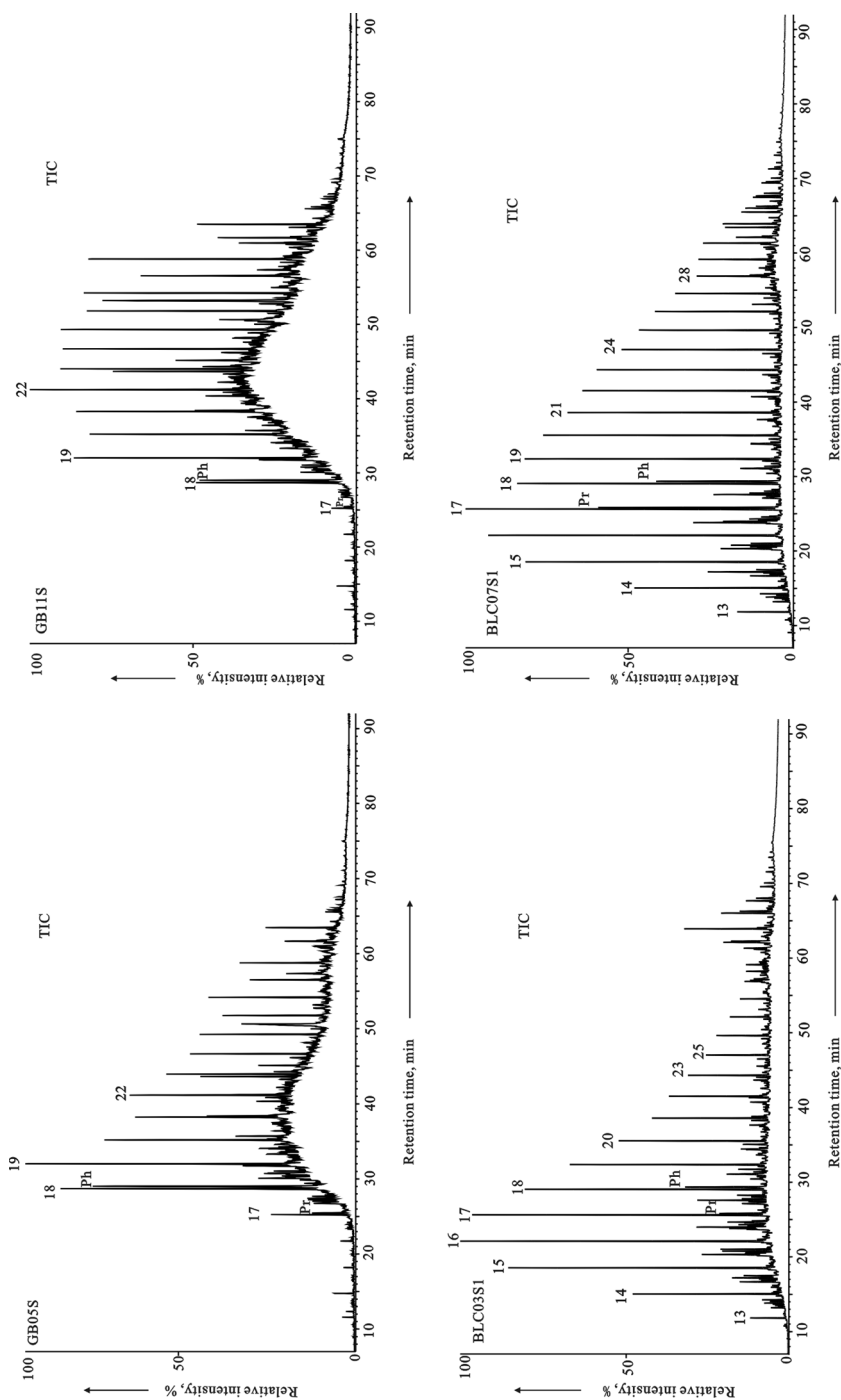 GB05S
TIC
100
50
0
Relative intensity, %
17
Pr
18
Ph
19
22
10 20 30 40 50 60 70 80 90
Retention time, min
GB11S
TIC
100
50
0
Relative intensity, %
17
Pr
18
Ph
19
22
10 20 30 40 50 60 70 80 90
Retention time, min
BLC03S1
TIC
100
50
0
Relative intensity, %
13
14
15
16
17
Pr
18
Ph
20
23
25
10 20 30 40 50 60 70 80 90
Retention time, min
BLC07S1
TIC
100
50
0
Relative intensity, %
13
14
15
17
Pr
18
Ph
19
21
24
28
10 20 30 40 50 60 70 80 90
Retention time, min